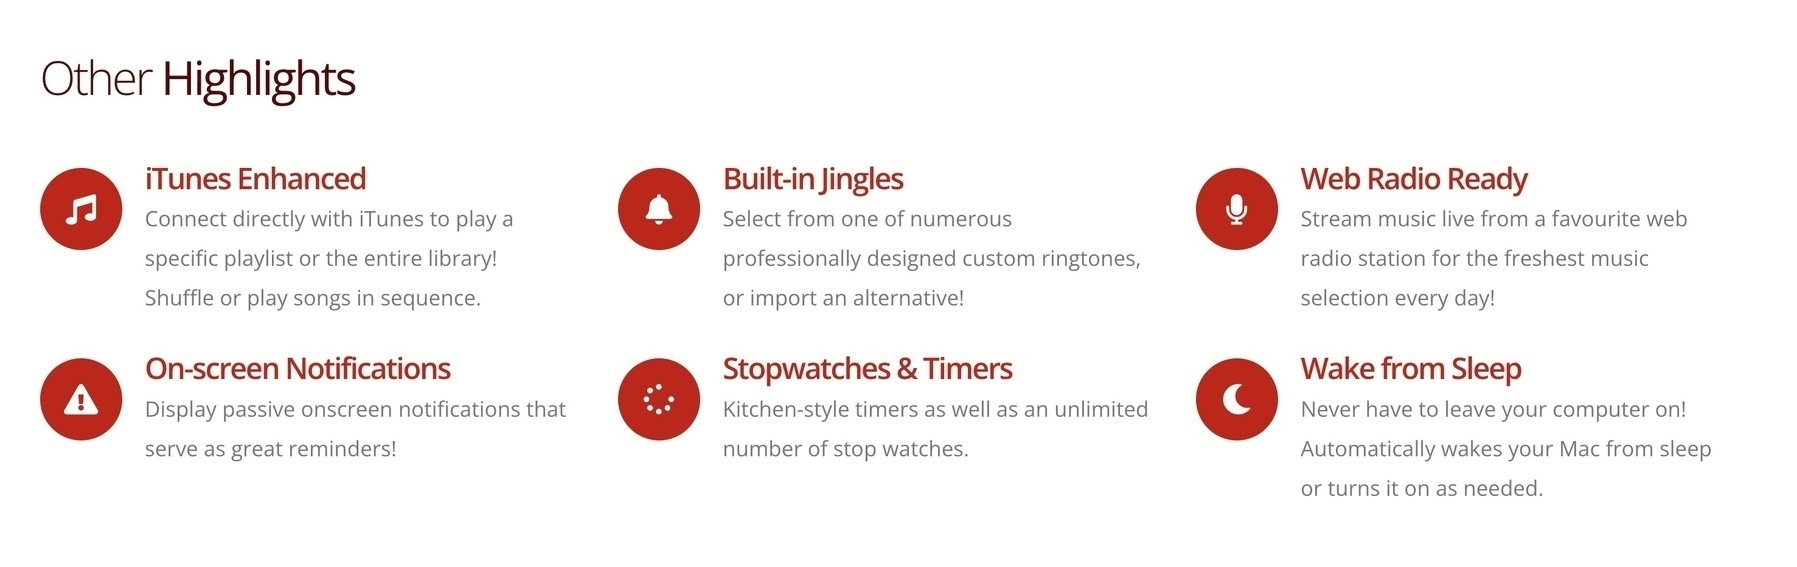 Other Highlights
iTunes Enhanced
Connect directly with iTunes to play a
specific playlist or the entire library!
Shuffle or play songs in sequence.
Built-in Jingles
Select from one of numerous
professionally designed custom ringtones,
or import an alternative!
Web Radio Ready
Stream music live from a favourite web
radio station for the freshest music
selection every day!
On-screen Notifications
Display passive onscreen notifications that
serve as great reminders!
Stopwatches & Timers
Kitchen-style timers as well as an unlimited
number of stop watches.
Wake from Sleep
Never have to leave your computer on!
Automatically wakes your Mac from sleep
or turns it on as needed.